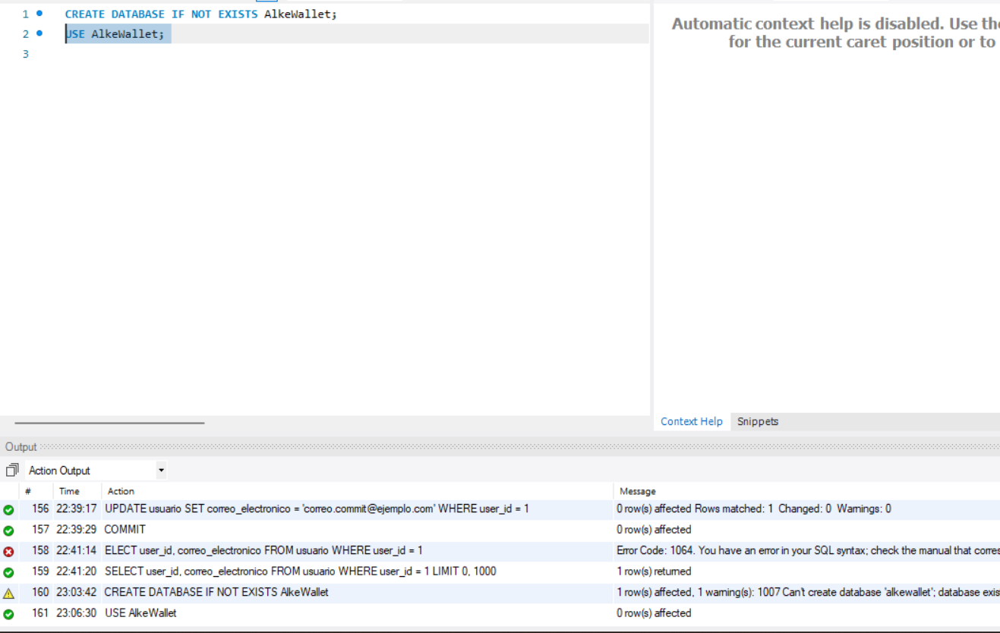 1 CREATE DATABASE IF NOT EXISTS AlkeWallet;
2 USE AlkeWallet;
3
Automatic context help is disabled. Use the
for the current caret position or to
Context Help Snippets
Output
Action Output
# Time Action Message
156 22:39:17 UPDATE usuario SET correo_electronico = 'correo.commit@ejemplo.com' WHERE user_id = 1 0 row(s) affected Rows matched: 1 Changed: 0 Warnings: 0
157 22:39:29 COMMIT 0 row(s) affected
158 22:41:14 ELECT user_id, correo_electronico FROM usuario WHERE user_id = 1 Error Code: 1064. You have an error in your SQL syntax; check the manual that corres
159 22:41:20 SELECT user_id, correo_electronico FROM usuario WHERE user_id = 1 LIMIT 0, 1000 1 row(s) returned
160 23:03:42 CREATE DATABASE IF NOT EXISTS AlkeWallet 1 row(s) affected, 1 warning(s): 1007 Can't create database 'alkewallet'; database exis
161 23:06:30 USE AlkeWallet 0 row(s) affected